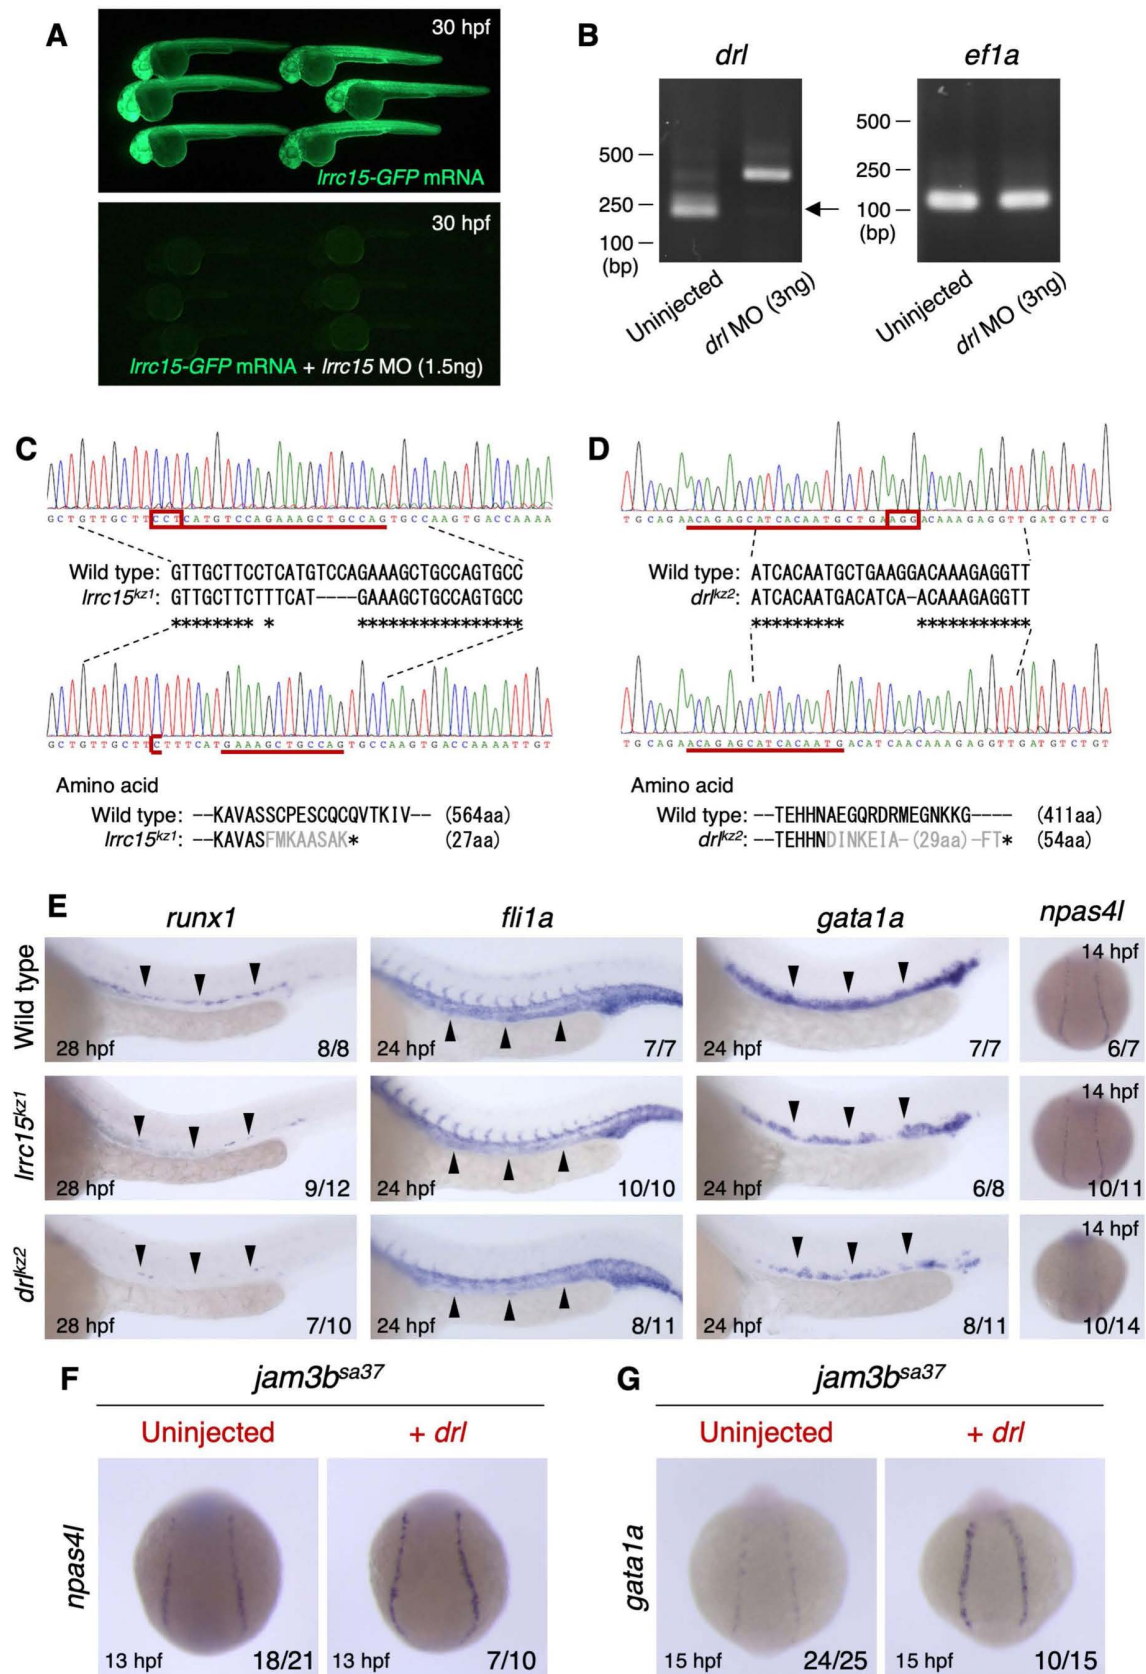 A
30 hpf
lrrc15-GFP mRNA
30 hpf
lrrc15-GFP mRNA + lrrc15 MO (1.5ng)
B
drl
ef1a
500
250
100
(bp)
500
250
100
(bp)
Uninjected
drl MO (3ng)
Uninjected
drl MO (3ng)
C
GCTGTTGCTTCCTCATGTCCAGAAAGCTGCCAGTGCCAAGTGACCAAAA
Wild type: GTTGCTTCCTCATGTCCAGAAAGCTGCCAGTGCC
lrrc15kz1: GTTGCTTCTTTCAT----GAAAGCTGCCAGTGCC
******** * ****************
GCTGTTGCTTCTTTCATGAAAGCTGCCAGTGCCAAGTGACCAAAATTGT
Amino acid
Wild type: --KAVASSCPESCQCQVTKIV-- (564aa)
lrrc15kz1: --KAVASFMKAASAK* (27aa)
D
TGCAGAACAGAGCATCACAATGCTGAAGGACAAAGAGGTTGATGTCTG
Wild type: ATCACAATGCTGAAGGACAAAGAGGTT
drlkz2: ATCACAATGACATCA-ACAAAGAGGTT
********* ***********
TGCAGAACAGAGCATCACAATGACATCAACAAAGAGGTTGATGTCTGT
Amino acid
Wild type: --TEHHNAEGQRDRMEGNKKG---- (411aa)
drlkz2: --TEHHNDINKEIA-(29aa)-FT* (54aa)
E
runx1
fli1a
gata1a
npas4l
Wild type
28 hpf
8/8
24 hpf
7/7
24 hpf
7/7
14 hpf
6/7
lrrc15kz1
28 hpf
9/12
24 hpf
10/10
24 hpf
6/8
14 hpf
10/11
drlkz2
28 hpf
7/10
24 hpf
8/11
24 hpf
8/11
14 hpf
10/14
F
jam3bsa37
Uninjected
+ drl
npas4l
13 hpf
18/21
13 hpf
7/10
G
jam3bsa37
Uninjected
+ drl
gata1a
15 hpf
24/25
15 hpf
10/15